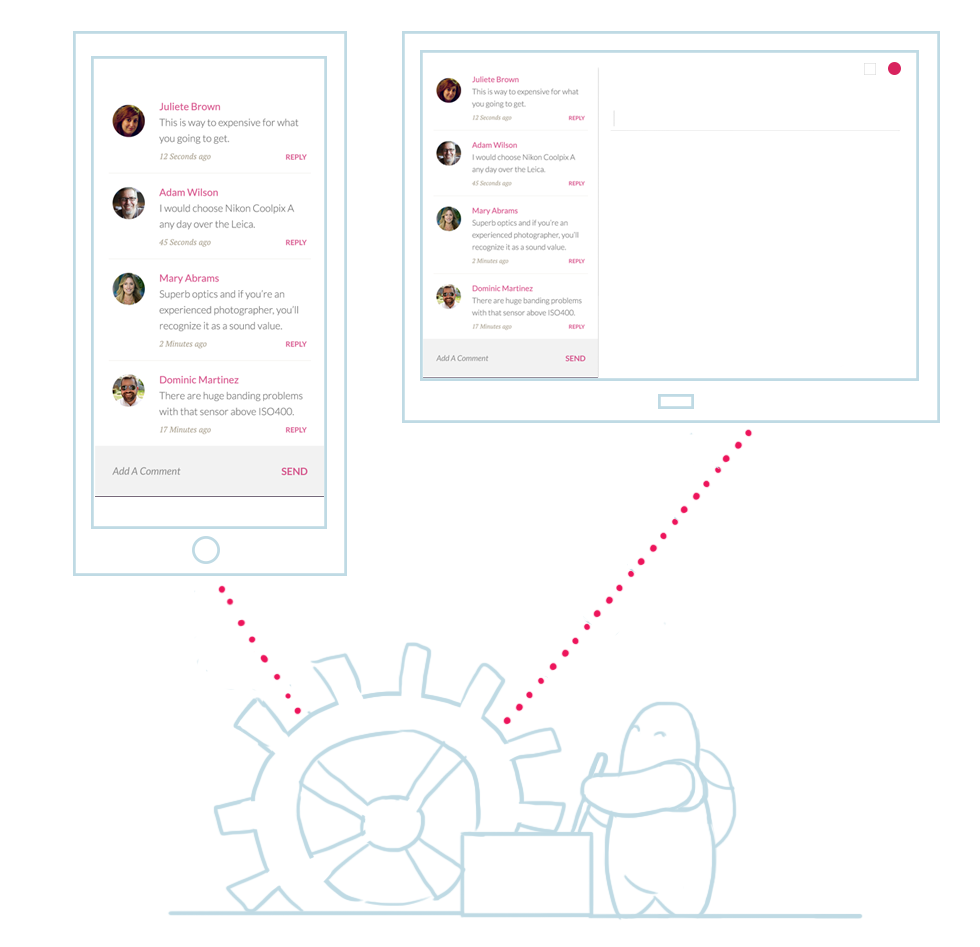 Juliete Brown
This is way to expensive for what
you going to get.
12 Seconds ago
REPLY
Adam Wilson
I would choose Nikon Coolpix A
any day over the Leica.
45 Seconds ago
REPLY
Mary Abrams
Superb optics and if you're an
experienced photographer, you'll
recognize it as a sound value.
2 Minutes ago
REPLY
Dominic Martinez
There are huge banding problems
with that sensor above ISO400.
17 Minutes ago
REPLY
Add A Comment
SEND
Juliete Brown
This is way to expensive for what
you going to get.
12 Seconds ago
REPLY
Adam Wilson
I would choose Nikon Coolpix A
any day over the Leica.
45 Seconds ago
REPLY
Mary Abrams
Superb optics and if you're an
experienced photographer, you'll
recognize it as a sound value.
2 Minutes ago
REPLY
Dominic Martinez
There are huge banding problems
with that sensor above ISO400.
17 Minutes ago
REPLY
Add A Comment
SEND